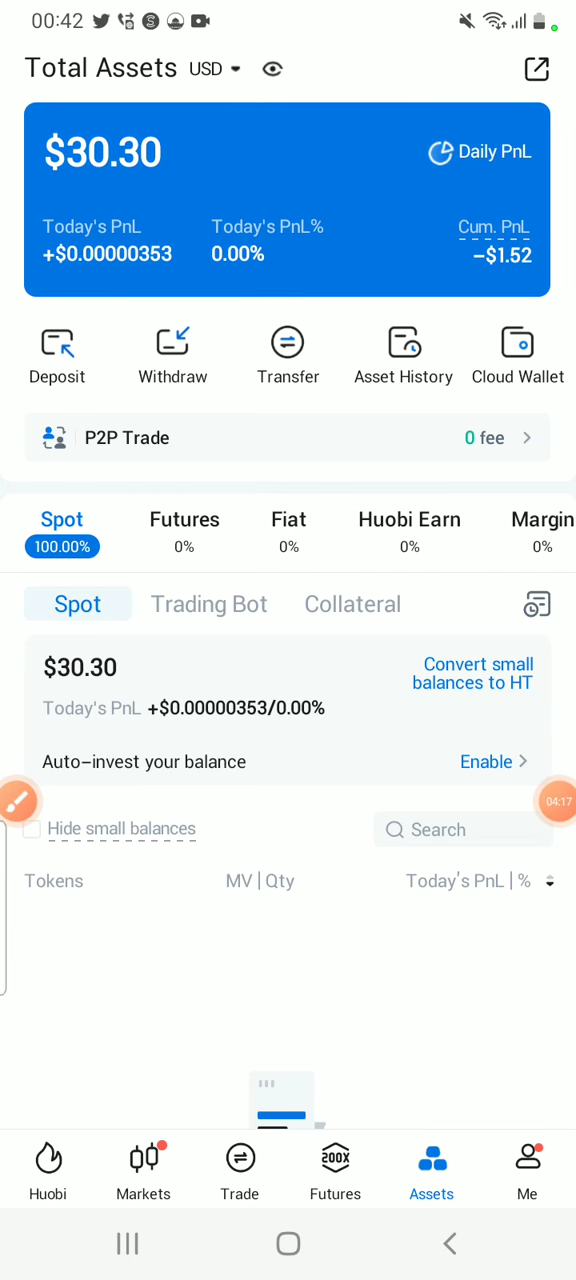 00:42
Total Assets USD
$30.30
Daily PnL
Today's PnL Today's PnL% Cum. PnL
+$0.00000353 0.00% −$1.52
Deposit Withdraw Transfer Asset History Cloud Wallet
P2P Trade 0 fee
Spot Futures Fiat Huobi Earn Margin
100.00% 0% 0% 0% 0%
Spot Trading Bot Collateral
$30.30
Convert small
balances to HT
Today's PnL +$0.00000353/0.00%
Auto−invest your balance Enable
04:17
Hide small balances Search
Tokens MV | Qty Today's PnL | %
200X
Huobi Markets Trade Futures Assets Me